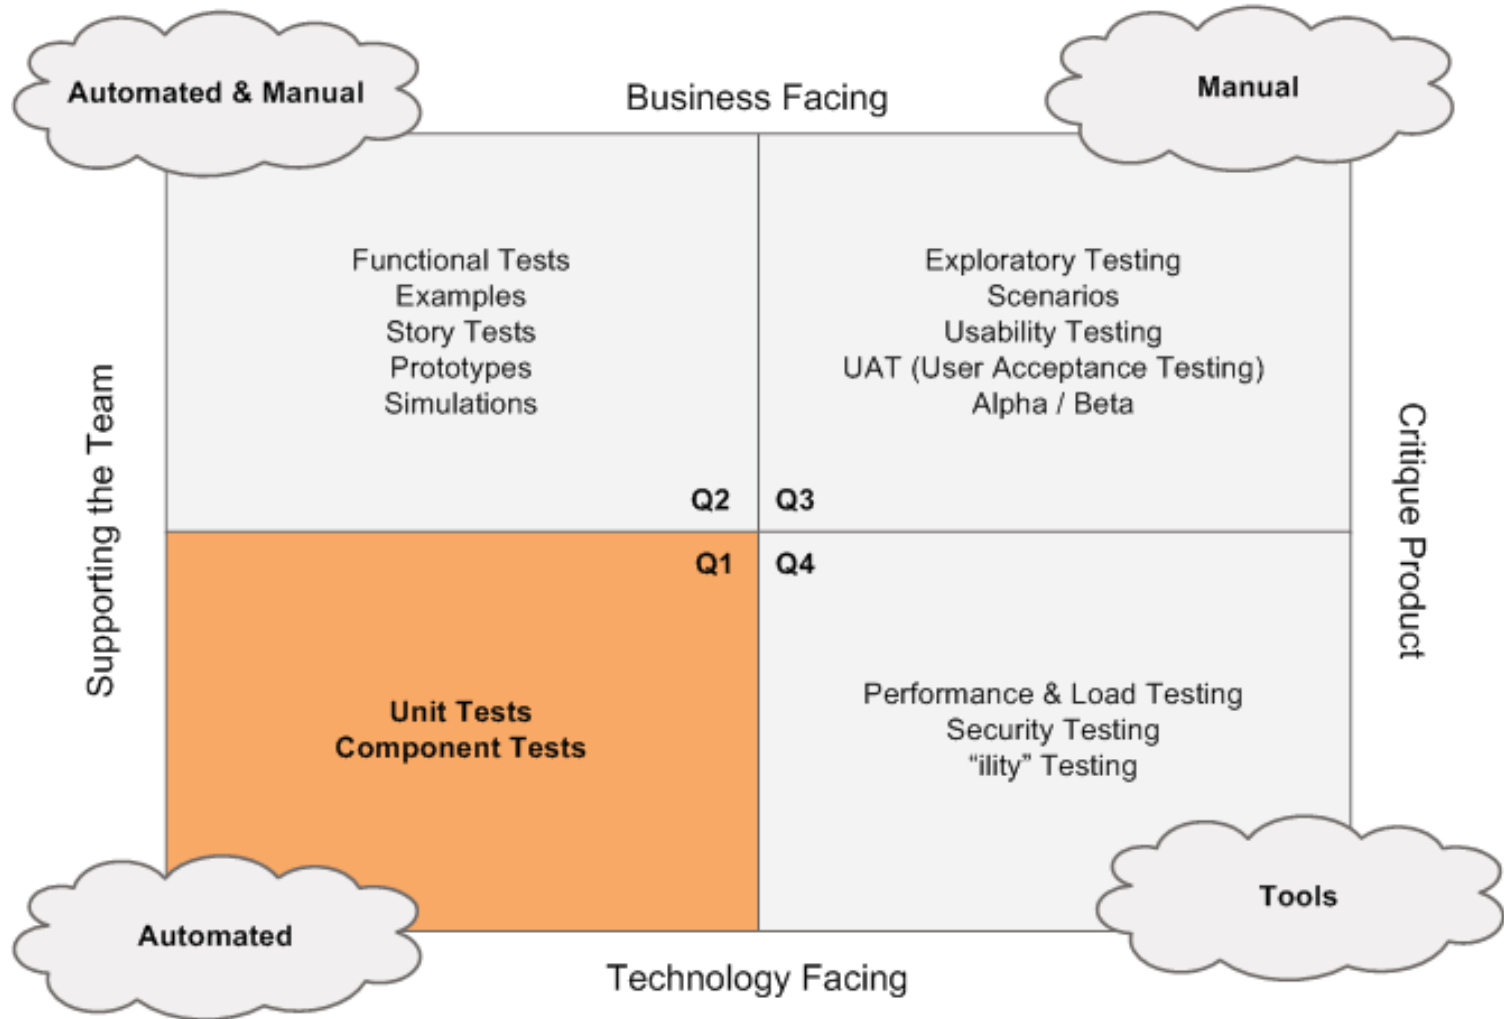 Automated & Manual
Business Facing
Manual
Functional Tests
Examples
Story Tests
Prototypes
Simulations
Q2
Exploratory Testing
Scenarios
Usability Testing
UAT (User Acceptance Testing)
Alpha / Beta
Q3
Supporting the Team
Critique Product
Q1
Unit Tests
Component Tests
Q4
Performance & Load Testing
Security Testing
“ility” Testing
Automated
Technology Facing
Tools